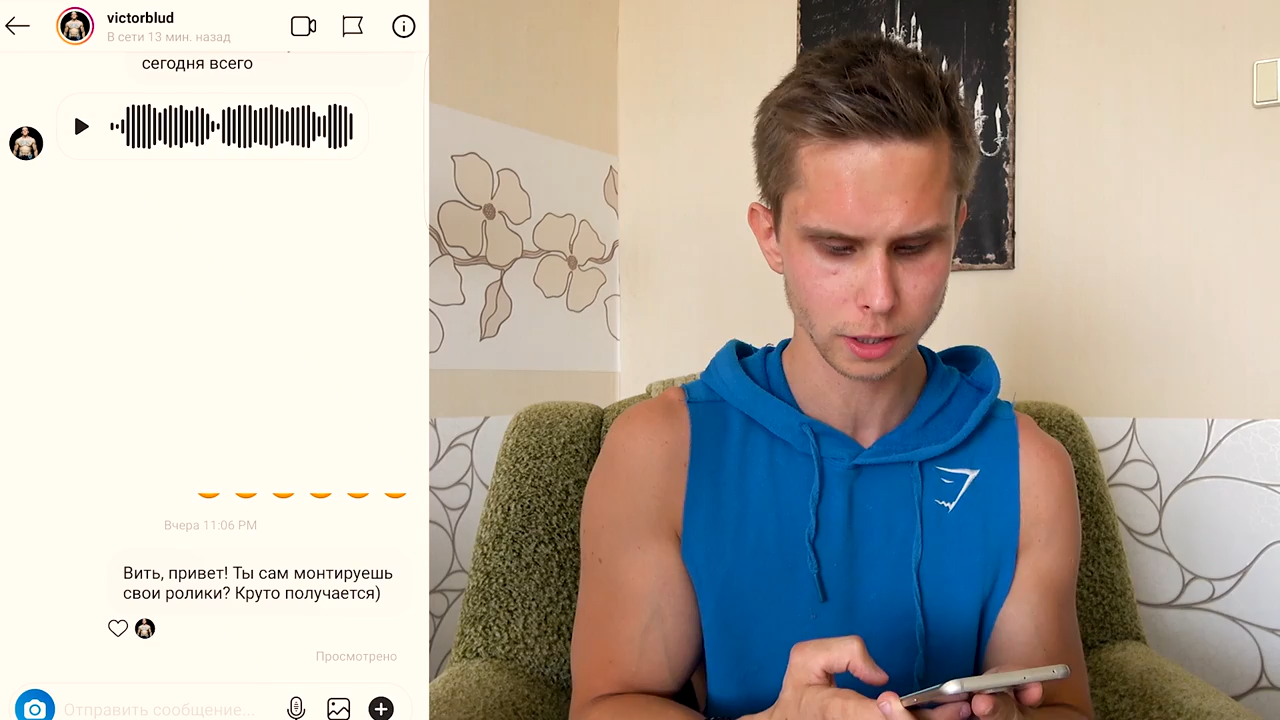 victorblud
В сети 13 мин. назад
сегодня всего
Вчера 11:06 PM
Вить, привет! Ты сам монтируешь
свои ролики? Круто получается)
Просмотрено
Отправить сообщение...